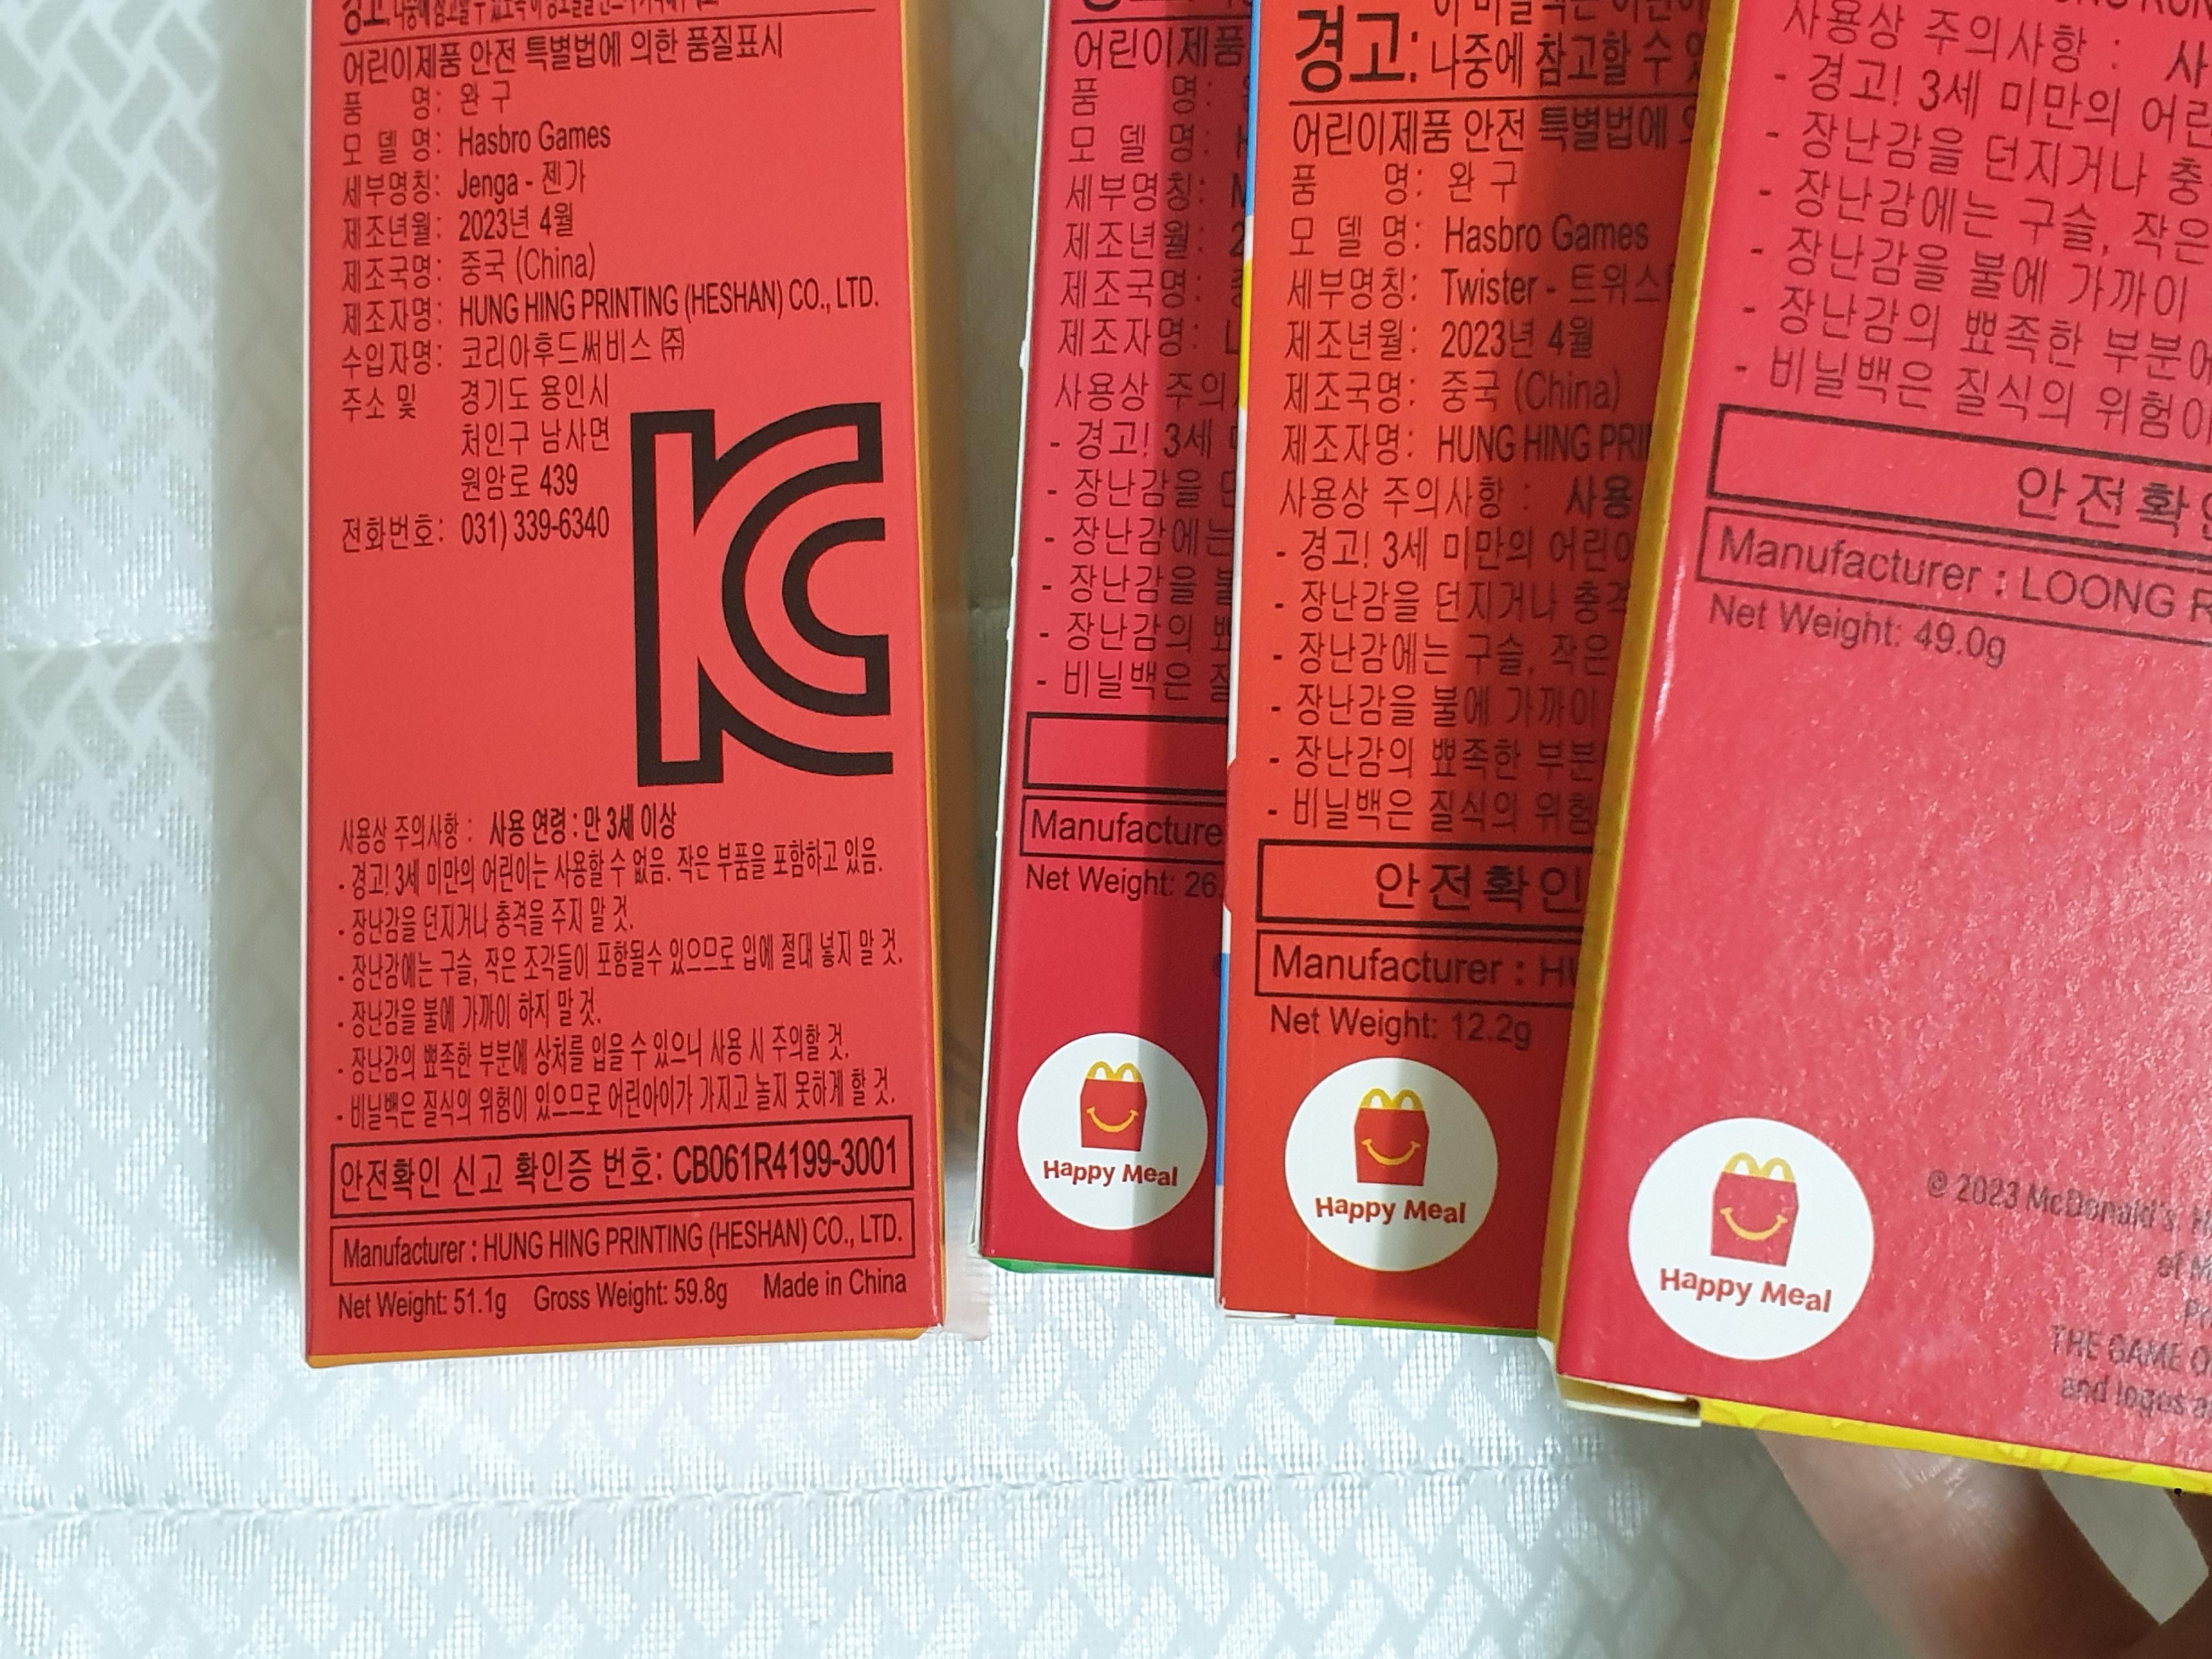 어린이제품 안전 특별법에 의한 품질표시
품 명: 완 구
모 델 명: Hasbro Games
세부명칭: Jenga - 젠가
제조년월: 2023년 4월
제조국명: 중국 (China)
제조자명: HUNG HING PRINTING (HESHAN) CO., LTD.
수입자명: 코리아후드써비스 ㈜
주소 및 경기도 용인시
처인구 남사면
원암로 439
전화번호: 031) 339-6340
사용상 주의사항 : 사용 연령 : 만 3세 이상
- 경고! 3세 미만의 어린이는 사용할 수 없음. 작은 부품을 포함하고 있음.
- 장난감을 던지거나 충격을 주지 말 것.
- 장난감에는 구슬, 작은 조각들이 포함될수 있으므로 입에 절대 넣지 말 것.
- 장난감을 불에 가까이 하지 말 것.
- 장난감의 뾰족한 부분에 상처를 입을 수 있으니 사용 시 주의할 것.
- 비닐백은 질식의 위험이 있으므로 어린아이가 가지고 놀지 못하게 할 것.
안전확인 신고 확인증 번호: CB061R4199-3001
Manufacturer : HUNG HING PRINTING (HESHAN) CO., LTD.
Net Weight: 51.1g Gross Weight: 59.8g Made in China
어린이제품
품 명:
모 델 명:
세부명칭:
제조년월:
제조국명:
제조자명:
사용상
- 경고! 3세
- 장난감을
- 장난감에는
- 장난감을
- 장난감의
- 비닐백은
Net Weight: 26.
Happy Meal
경고: 나중에 참고할 수
어린이제품 안전 특별법에
품 명: 완 구
모 델 명: Hasbro Games
세부명칭: Twister -
제조년월: 2023년 4월
제조국명: 중국 (China)
제조자명: HUNG HING
사용상 주의사항 : 사용
- 경고! 3세 미만의
- 장난감을 던지거나
- 장난감에는 구슬, 작은
- 장난감을 불에 가까이
- 장난감의 뾰족한
- 비닐백은 질식의
안전확인
Manufacturer :
Net Weight: 12.2g
Happy Meal
사용상 주의사항 :
- 경고! 3세 미만의
- 장난감을 던지거나
- 장난감에는 구슬, 작은
- 장난감을 불에 가까이
- 장난감의 뾰족한
- 비닐백은 질식의 위험이
Manufacturer : LOONG
Net Weight: 49.0g
© 2023 McDonald's
THE GAME
and logos
Happy Meal